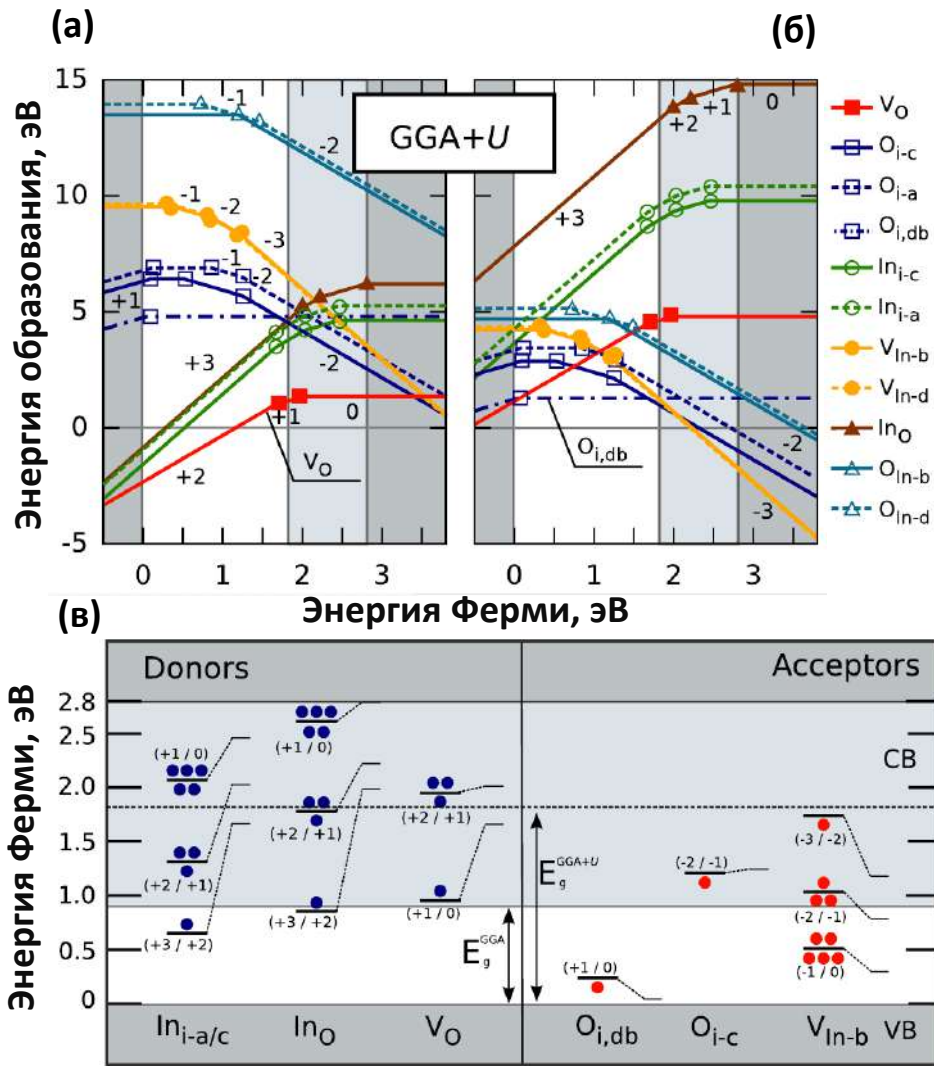 (а)
(б)
Энергия образования, эВ
15
10
5
0
-5
GGA+U
-1
-2
-1
-2
-3
-1
-2
+1
+3
-2
+1
0
+2
V_O
+2
+1
0
+3
O_i,db
-2
-3
V_O
O_i-c
O_i-a
O_i,db
In_i-c
In_i-a
V_In-b
V_In-d
In_O
O_In-b
O_In-d
0 1 2 3
0 1 2 3
Энергия Ферми, эВ
(в)
Энергия Ферми, эВ
Donors
Acceptors
2.8
2.5
2.0
1.5
1.0
0.5
0
(+1/0)
(+2/+1)
(+3/+2)
(+1/0)
(+2/+1)
(+3/+2)
(+2/+1)
(+1/0)
E_g^GGA
E_g^GGA+U
(+1/0)
(-2/-1)
(-3/-2)
(-2/-1)
(-1/0)
CB
In_i-a/c
In_O
V_O
O_i,db
O_i-c
V_In-b
VB